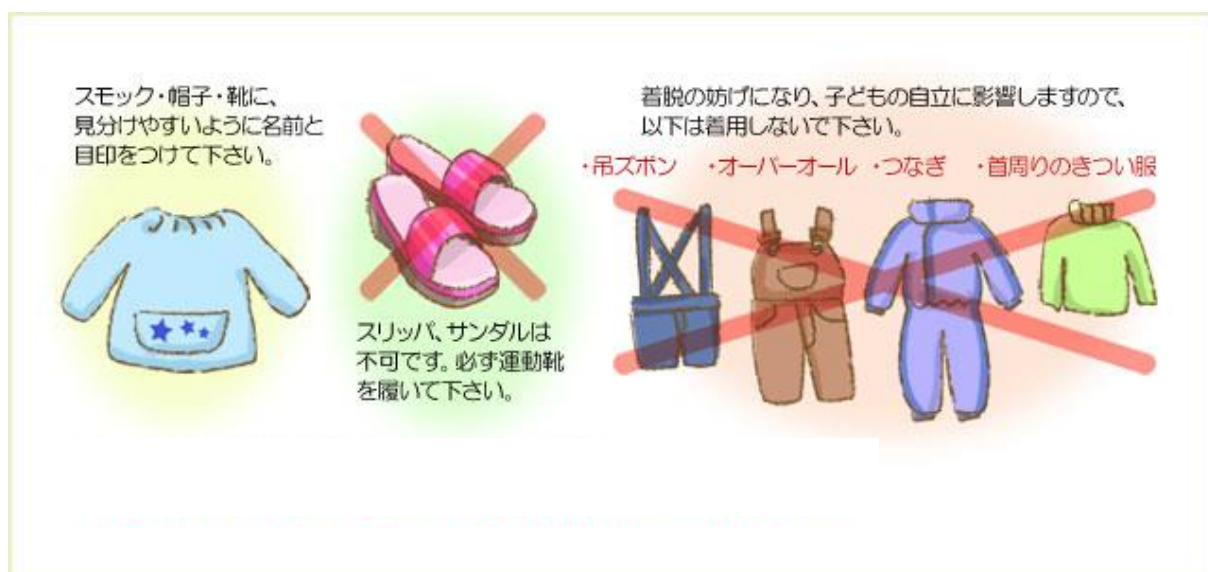 スモック・帽子・靴に、
見分けやすいように名前と
目印をつけて下さい。
スリッパ、サンダルは
不可です。必ず運動靴
を履いて下さい。
着脱の妨げになり、子どもの自立に影響しますので、
以下は着用しないで下さい。
・吊ズボン ・オーバーオール ・つなぎ ・首周りのきつい服